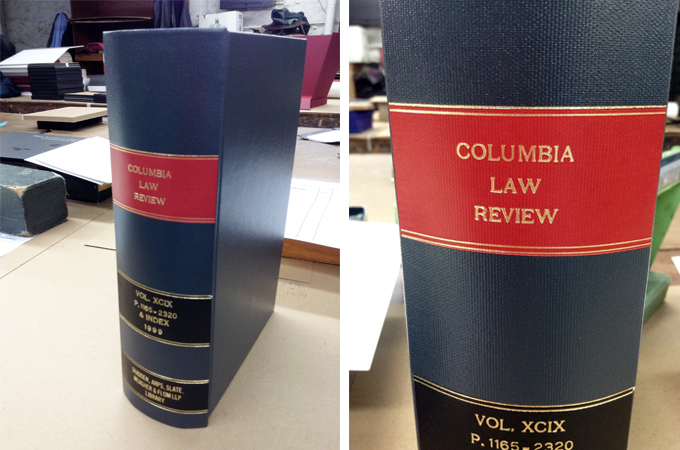 COLUMBIA
LAW
REVIEW
VOL. XCIX
P. 1165-2320
& INDEX
1999
SKADDEN, ARPS, SLATE,
MEAGHER & FLOM LLP
LIBRARY
COLUMBIA
LAW
REVIEW
VOL. XCIX
P. 1165-2320